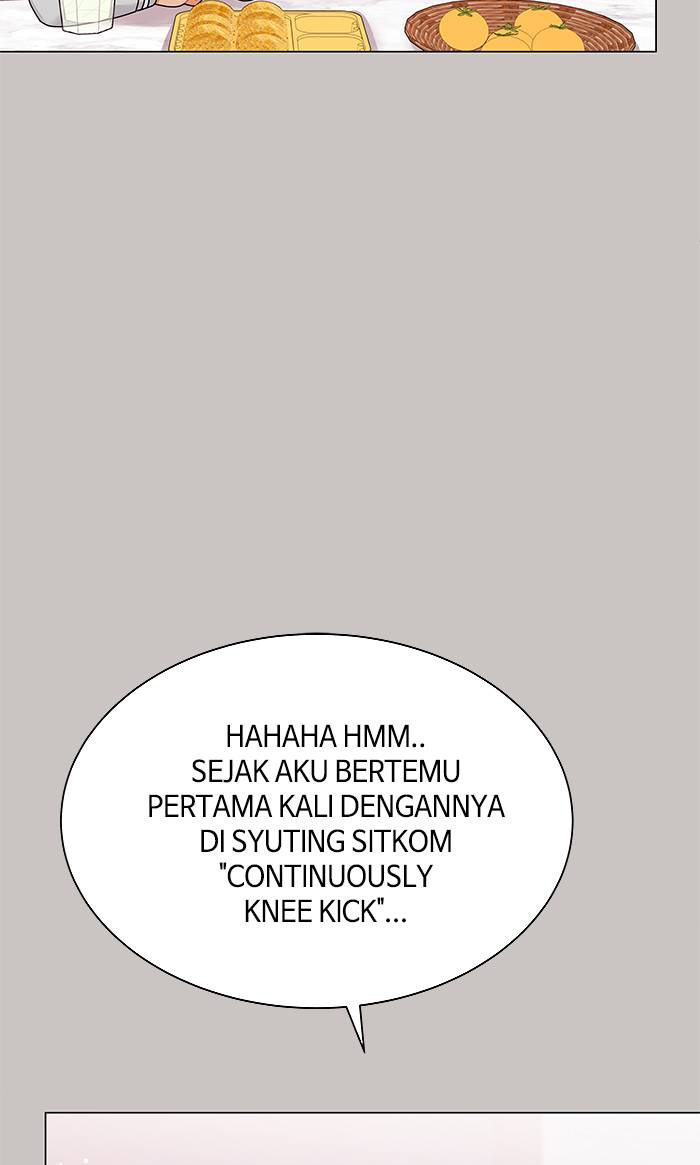 HAHAHA HMM..
SEJAK AKU BERTEMU
PERTAMA KALI DENGANNYA
DI SYUTING SITKOM
"CONTINUOUSLY
KNEE KICK"...